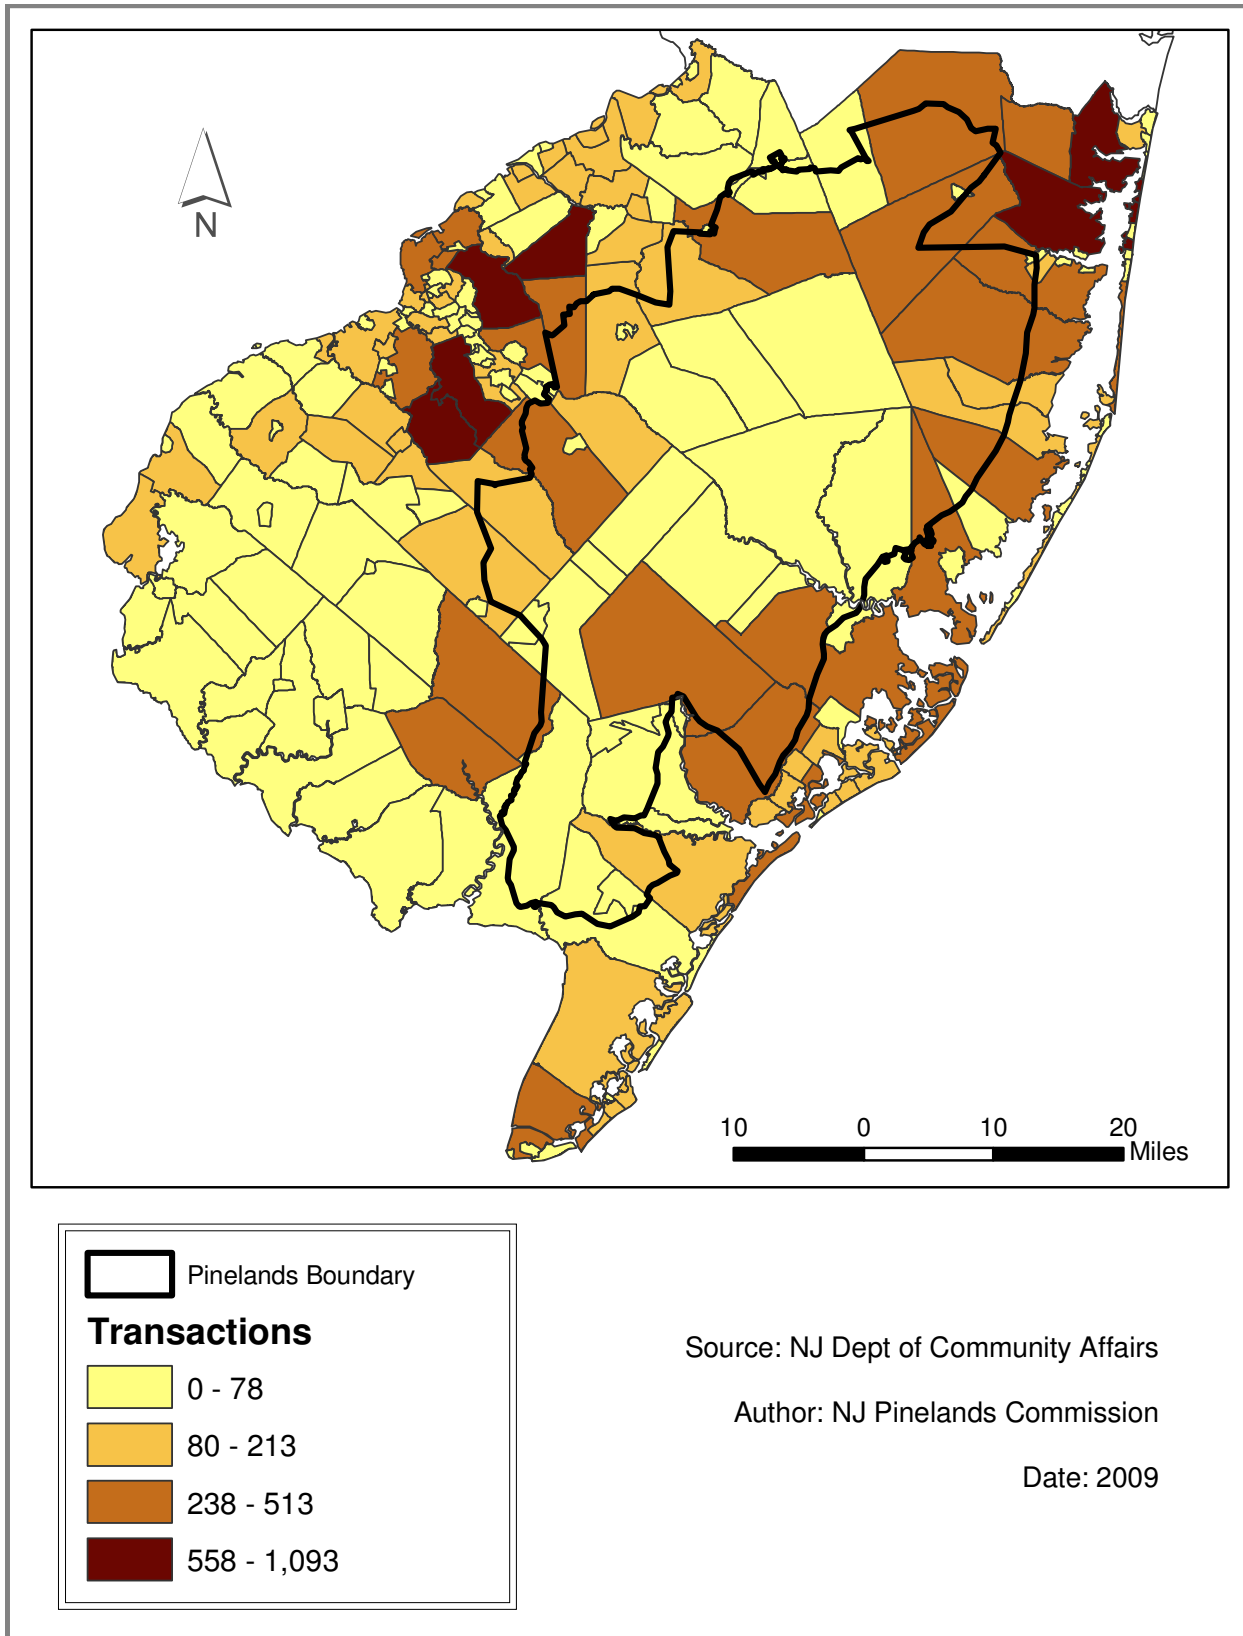 N
10 0 10 20
Miles
Pinelands Boundary
Transactions
0 - 78
80 - 213
238 - 513
558 - 1,093
Source: NJ Dept of Community Affairs
Author: NJ Pinelands Commission
Date: 2009